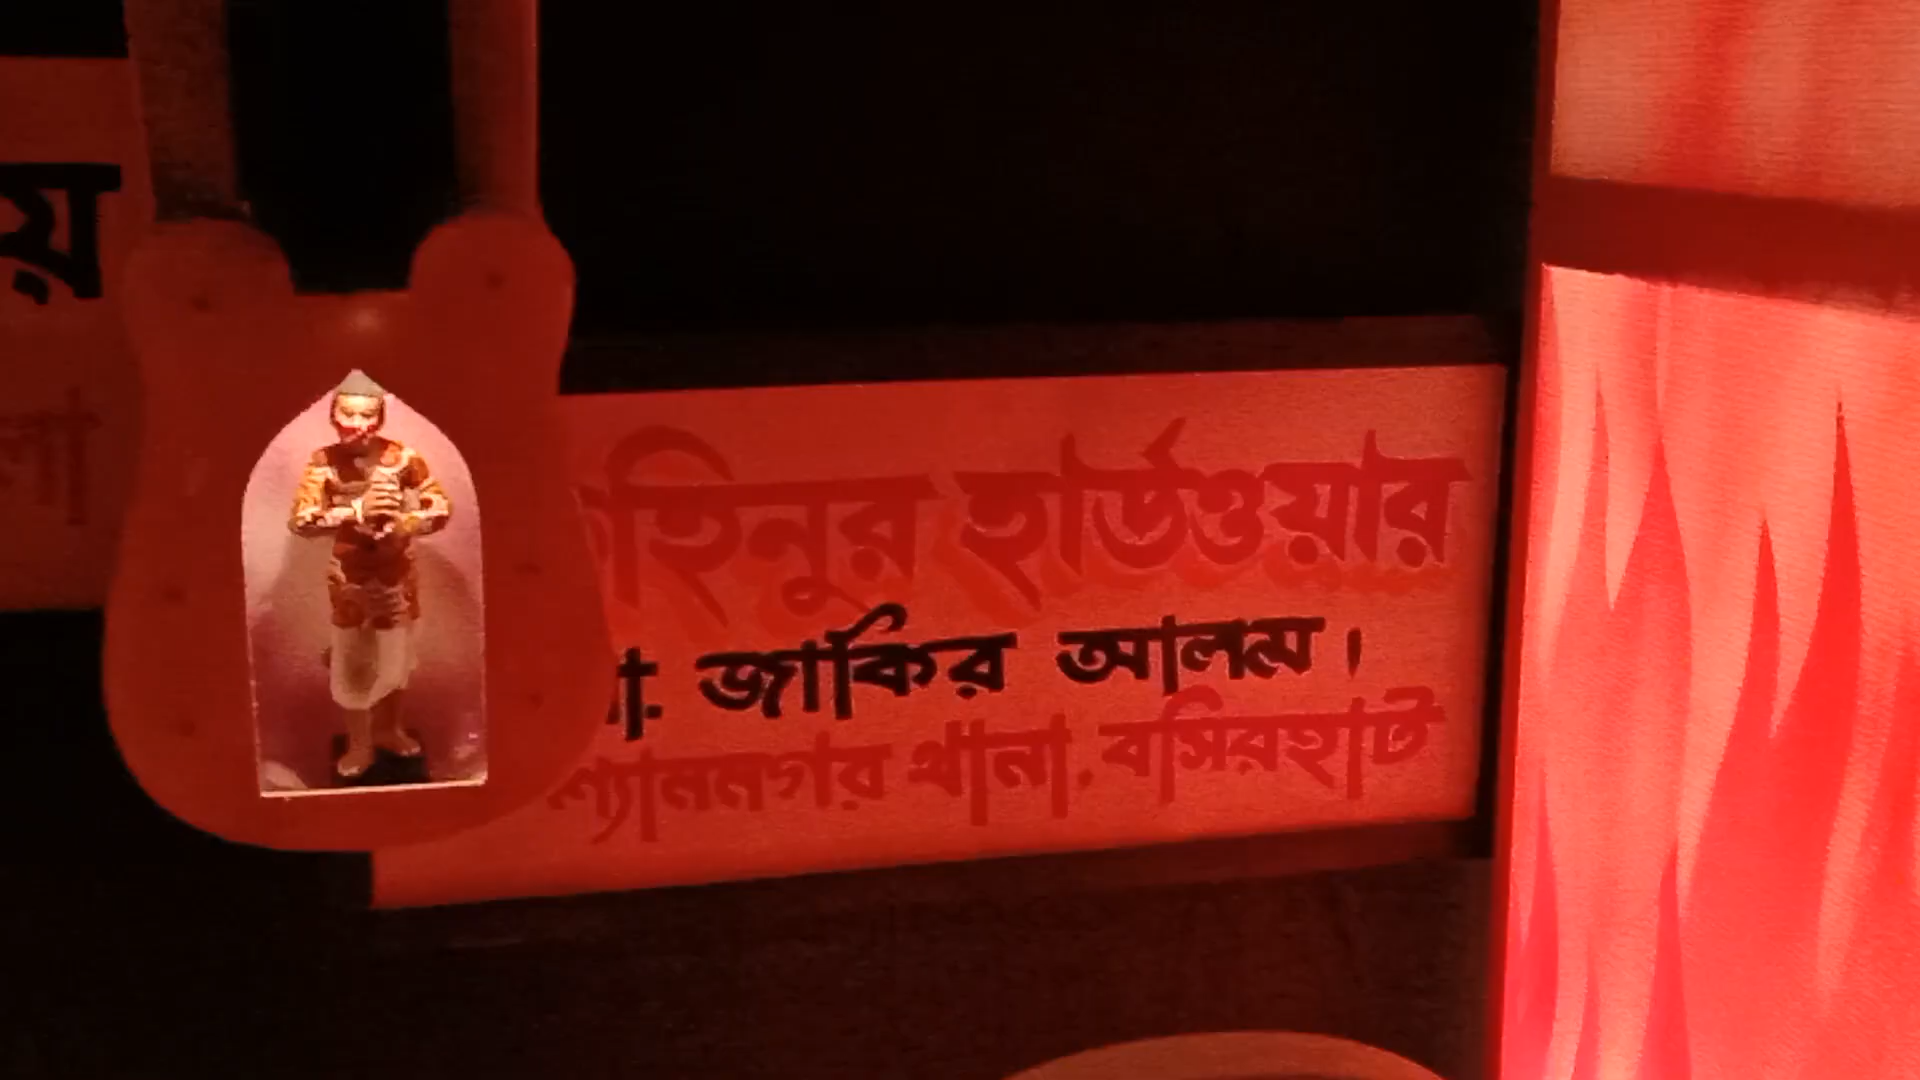 য়
লা
হিনুর হার্ডওয়্যার
জাকির আলম।
শ্যামনগর থানা, বসিরহাট